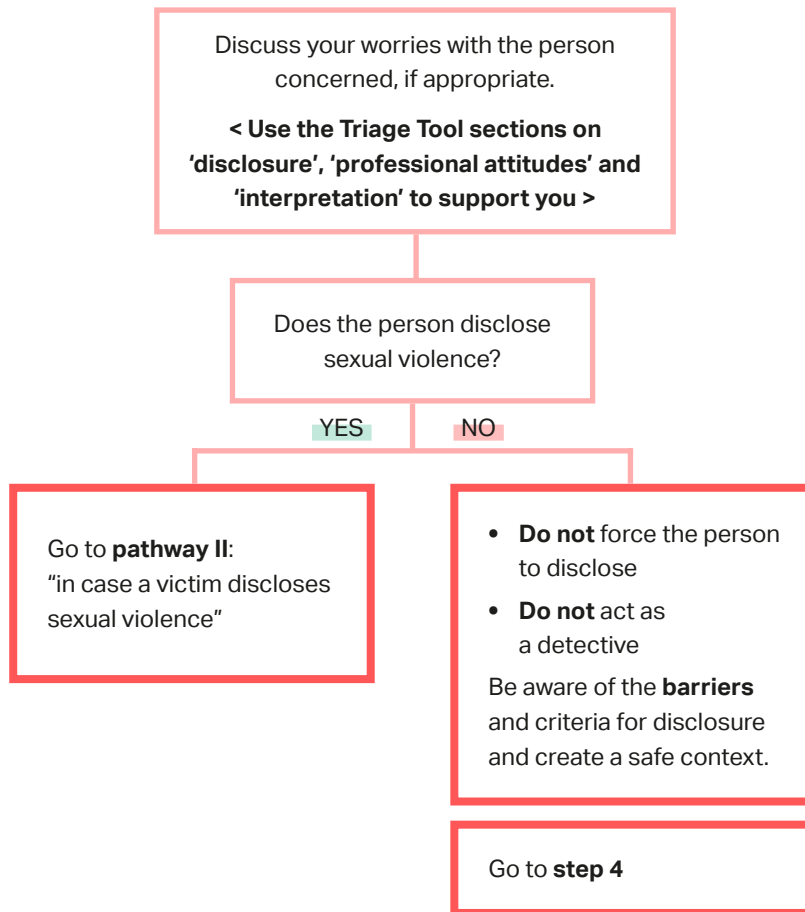 Discuss your worries with the person
concerned, if appropriate.
< Use the Triage Tool sections on
‘disclosure’, ‘professional attitudes’ and
‘interpretation’ to support you >
Does the person disclose
sexual violence?
YES
NO
Go to pathway II:
“in case a victim discloses
sexual violence”
• Do not force the person
to disclose
• Do not act as
a detective
Be aware of the barriers
and criteria for disclosure
and create a safe context.
Go to step 4